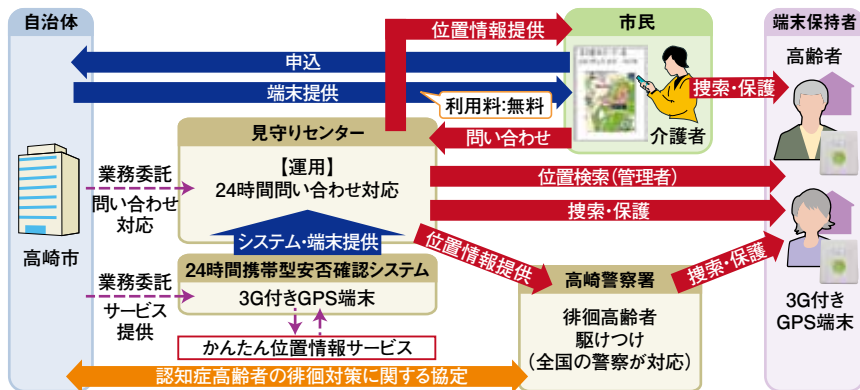 自治体
高崎市
市民
介護者
端末保持者
高齢者
3G付き
GPS端末
位置情報提供
申込
端末提供
利用料:無料
問い合わせ
捜索・保護
見守りセンター
【運用】
24時間問い合わせ対応
業務委託
問い合わせ
対応
位置検索(管理者)
捜索・保護
システム・端末提供
位置情報提供
捜索・保護
24時間携帯型安否確認システム
3G付きGPS端末
業務委託
サービス
提供
かんたん位置情報サービス
高崎警察署
徘徊高齢者
駆けつけ
(全国の警察が対応)
認知症高齢者の徘徊対策に関する協定